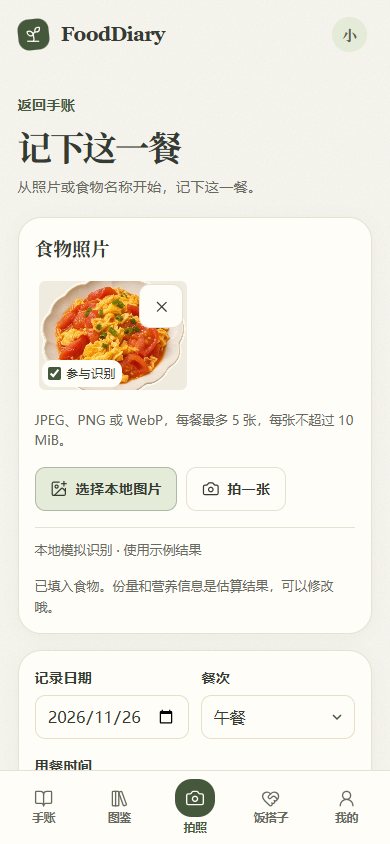 FoodDiary
小
返回手账
记下这一餐
从照片或食物名称开始，记下这一餐。
食物照片
参与识别
JPEG、PNG 或 WebP，每餐最多 5 张，每张不超过 10
MiB。
选择本地图片
拍一张
本地模拟识别 · 使用示例结果
已填入食物。份量和营养信息是估算结果，可以修改
哦。
记录日期
餐次
2026/11/26
午餐
用餐时间
手账
图鉴
拍照
饭搭子
我的